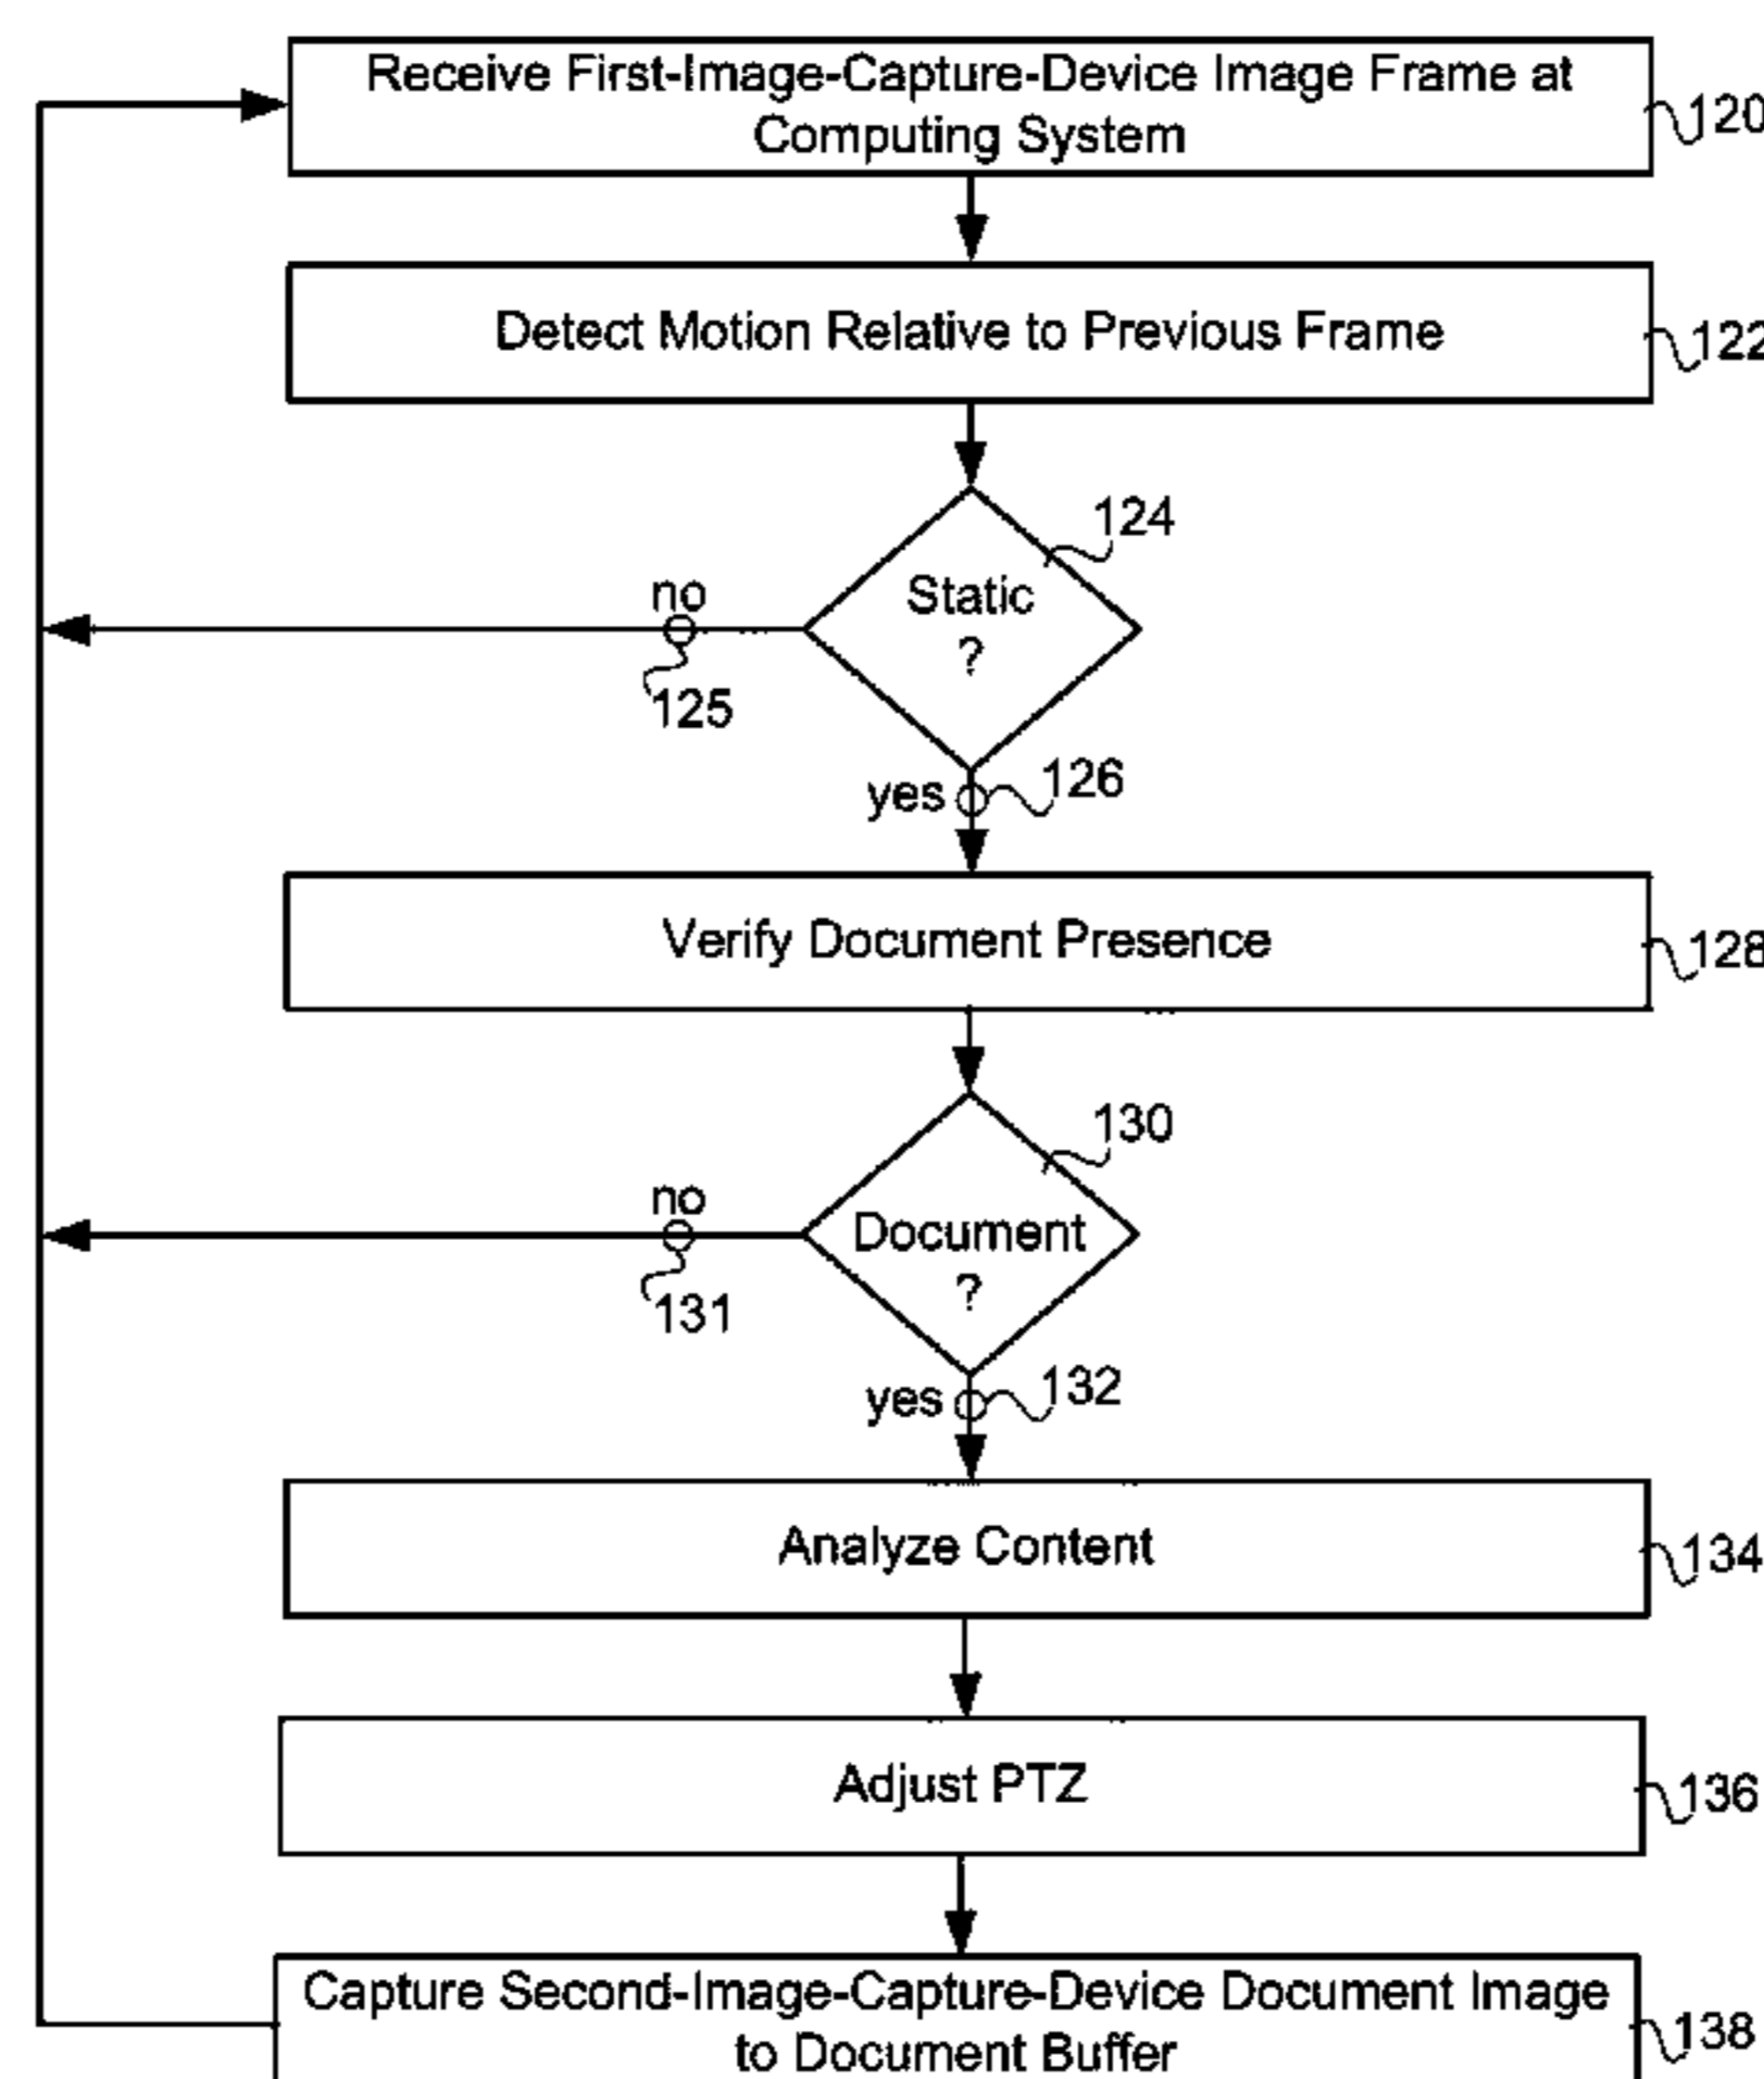 Receive First-Image-Capture-Device Image Frame at
Computing System
120
Detect Motion Relative to Previous Frame
122
124
Static
?
no
125
yes
126
Verify Document Presence
128
130
Document
?
no
131
yes
132
Analyze Content
134
Adjust PTZ
136
Capture Second-Image-Capture-Device Document Image
to Document Buffer
138